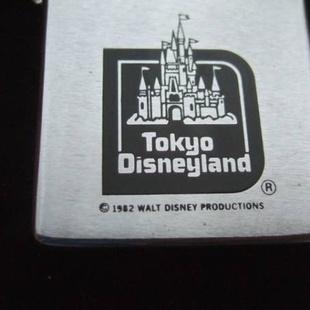 Tokyo
Disneyland
®
© 1982 WALT DISNEY PRODUCTIONS